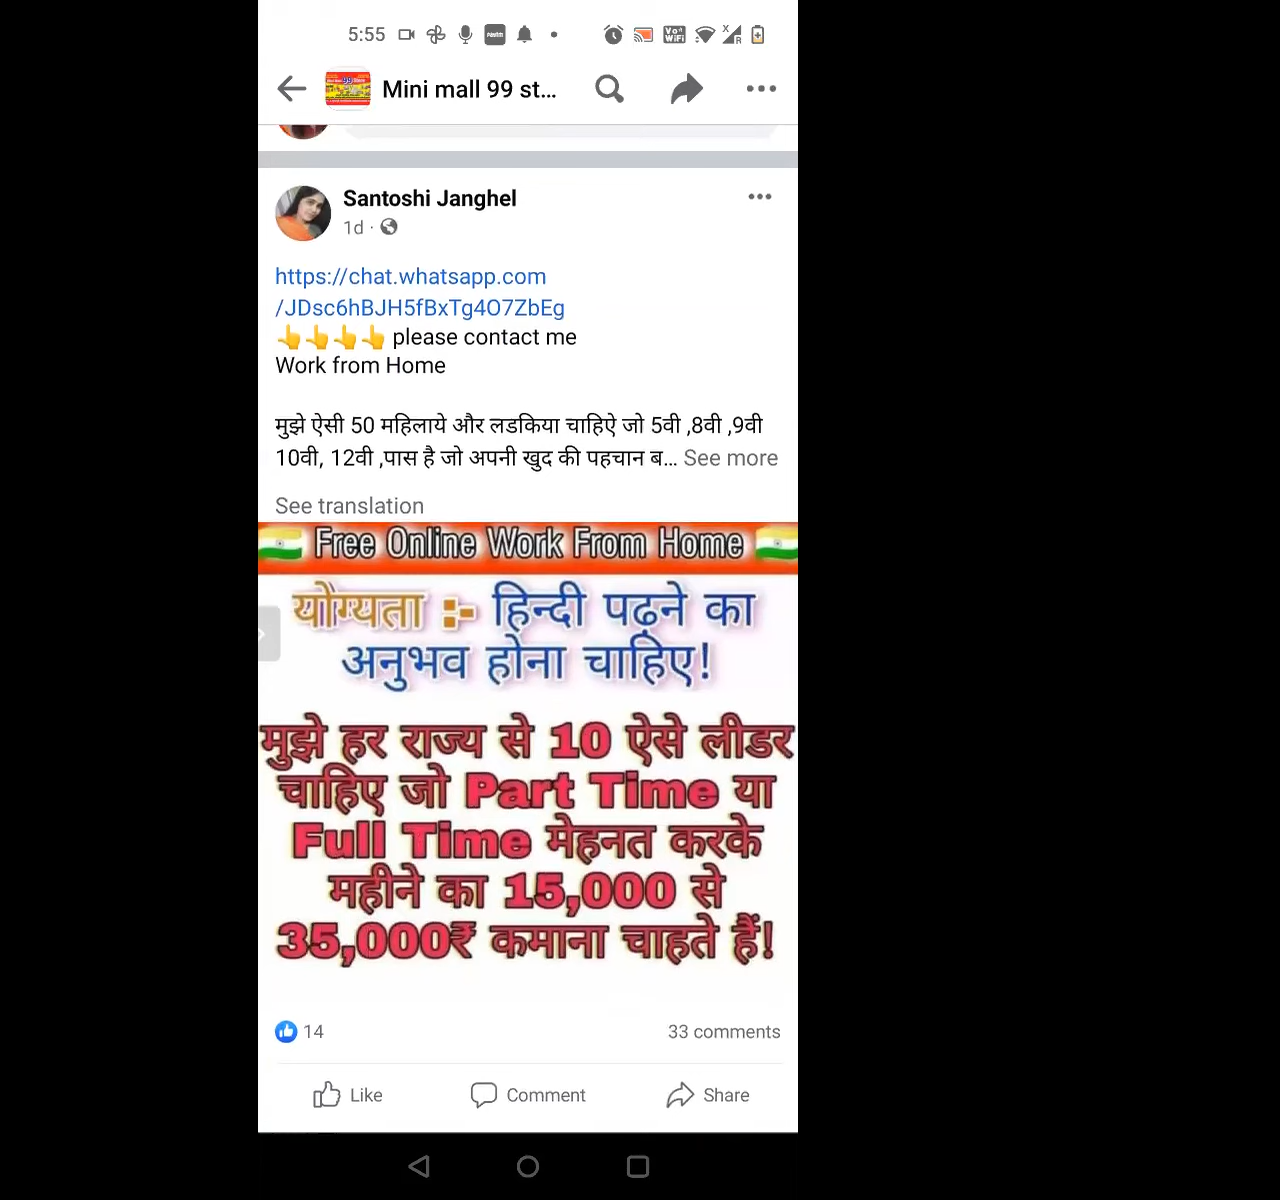 5:55
Mini mall 99 st...
Santoshi Janghel
1d ·
https://chat.whatsapp.com
/JDsc6hBJH5fBxTg4O7ZbEg
👆👆👆👆 please contact me
Work from Home
मुझे ऐसी 50 महिलाये और लडकिया चाहिऐ जो 5वी ,8वी ,9वी
10वी, 12वी ,पास है जो अपनी खुद की पहचान ब... See more
See translation
Free Online Work From Home
योग्यता :- हिन्दी पढ़ने का
अनुभव होना चाहिए!
मुझे हर राज्य से 10 ऐसे लीडर
चाहिए जो Part Time या
Full Time मेहनत करके
महीने का 15,000 से
35,000₹ कमाना चाहते हैं!
14 33 comments
Like Comment Share